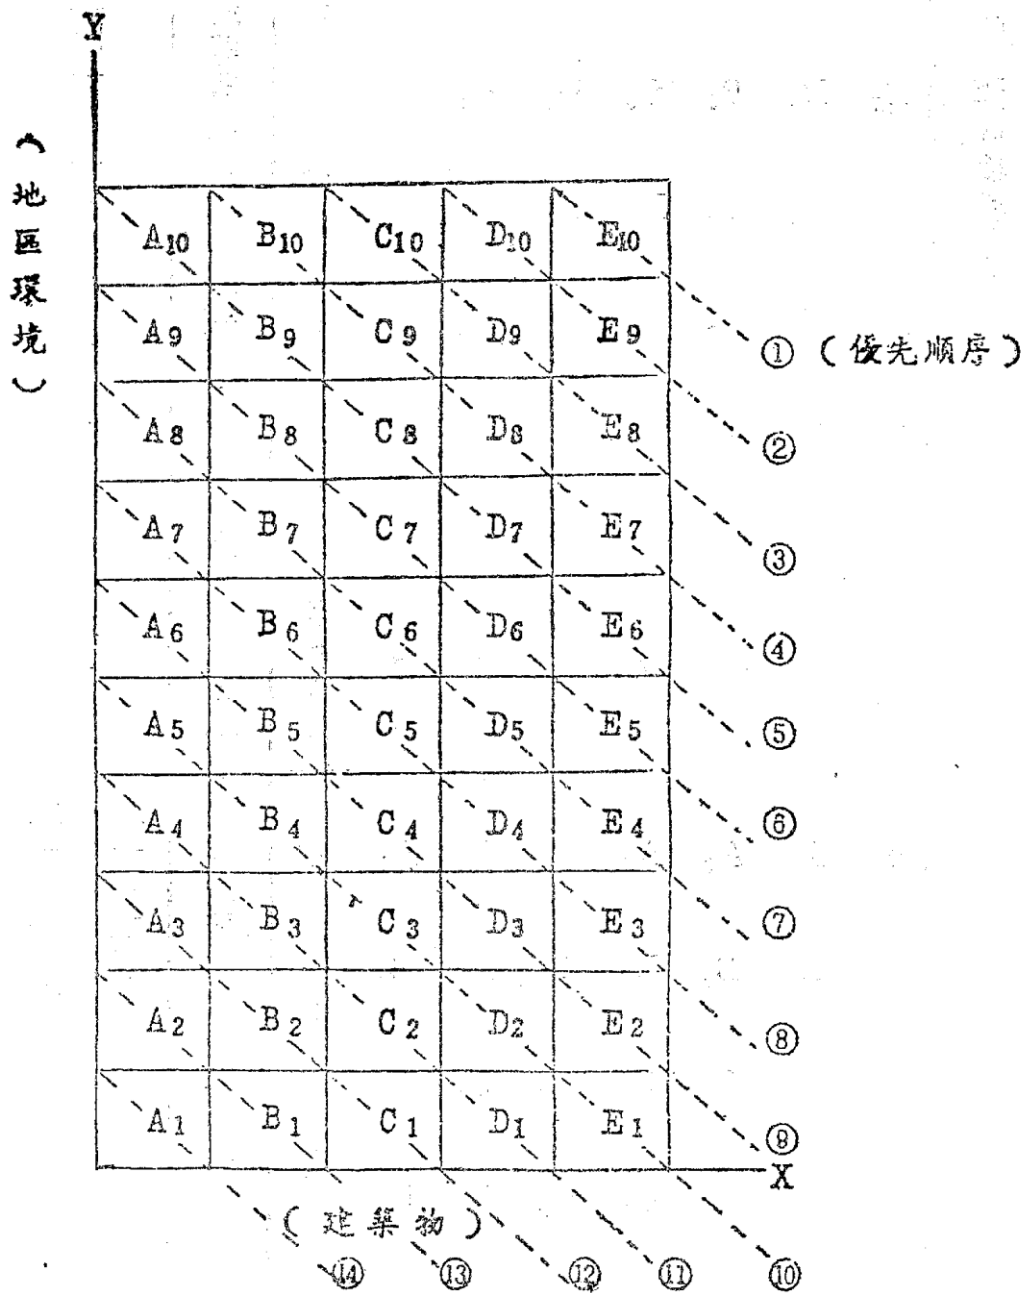 Y
(地區環境)
A10 B10 C10 D10 E10
A9 B9 C9 D9 E9
① (優先順序)
A8 B8 C8 D8 E8
②
A7 B7 C7 D7 E7
③
A6 B6 C6 D6 E6
④
A5 B5 C5 D5 E5
⑤
A4 B4 C4 D4 E4
⑥
A3 B3 C3 D3 E3
⑦
A2 B2 C2 D2 E2
⑧
A1 B1 C1 D1 E1
⑨
X
(建築物)
⑭ ⑬ ⑫ ⑪ ⑩